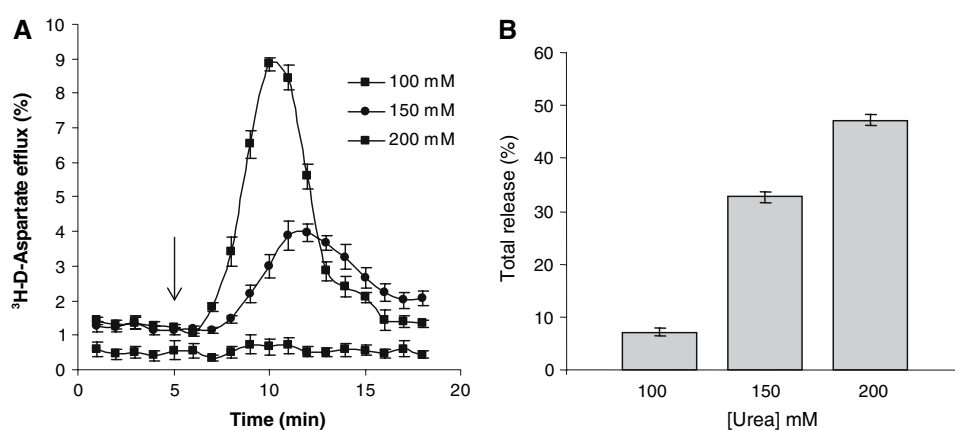 A
³H-D-Aspartate efflux (%)
10
9
8
7
6
5
4
3
2
1
0
100 mM
150 mM
200 mM
0 5 10 15 20
Time (min)
B
Total release (%)
60
50
40
30
20
10
0
100 150 200
[Urea] mM